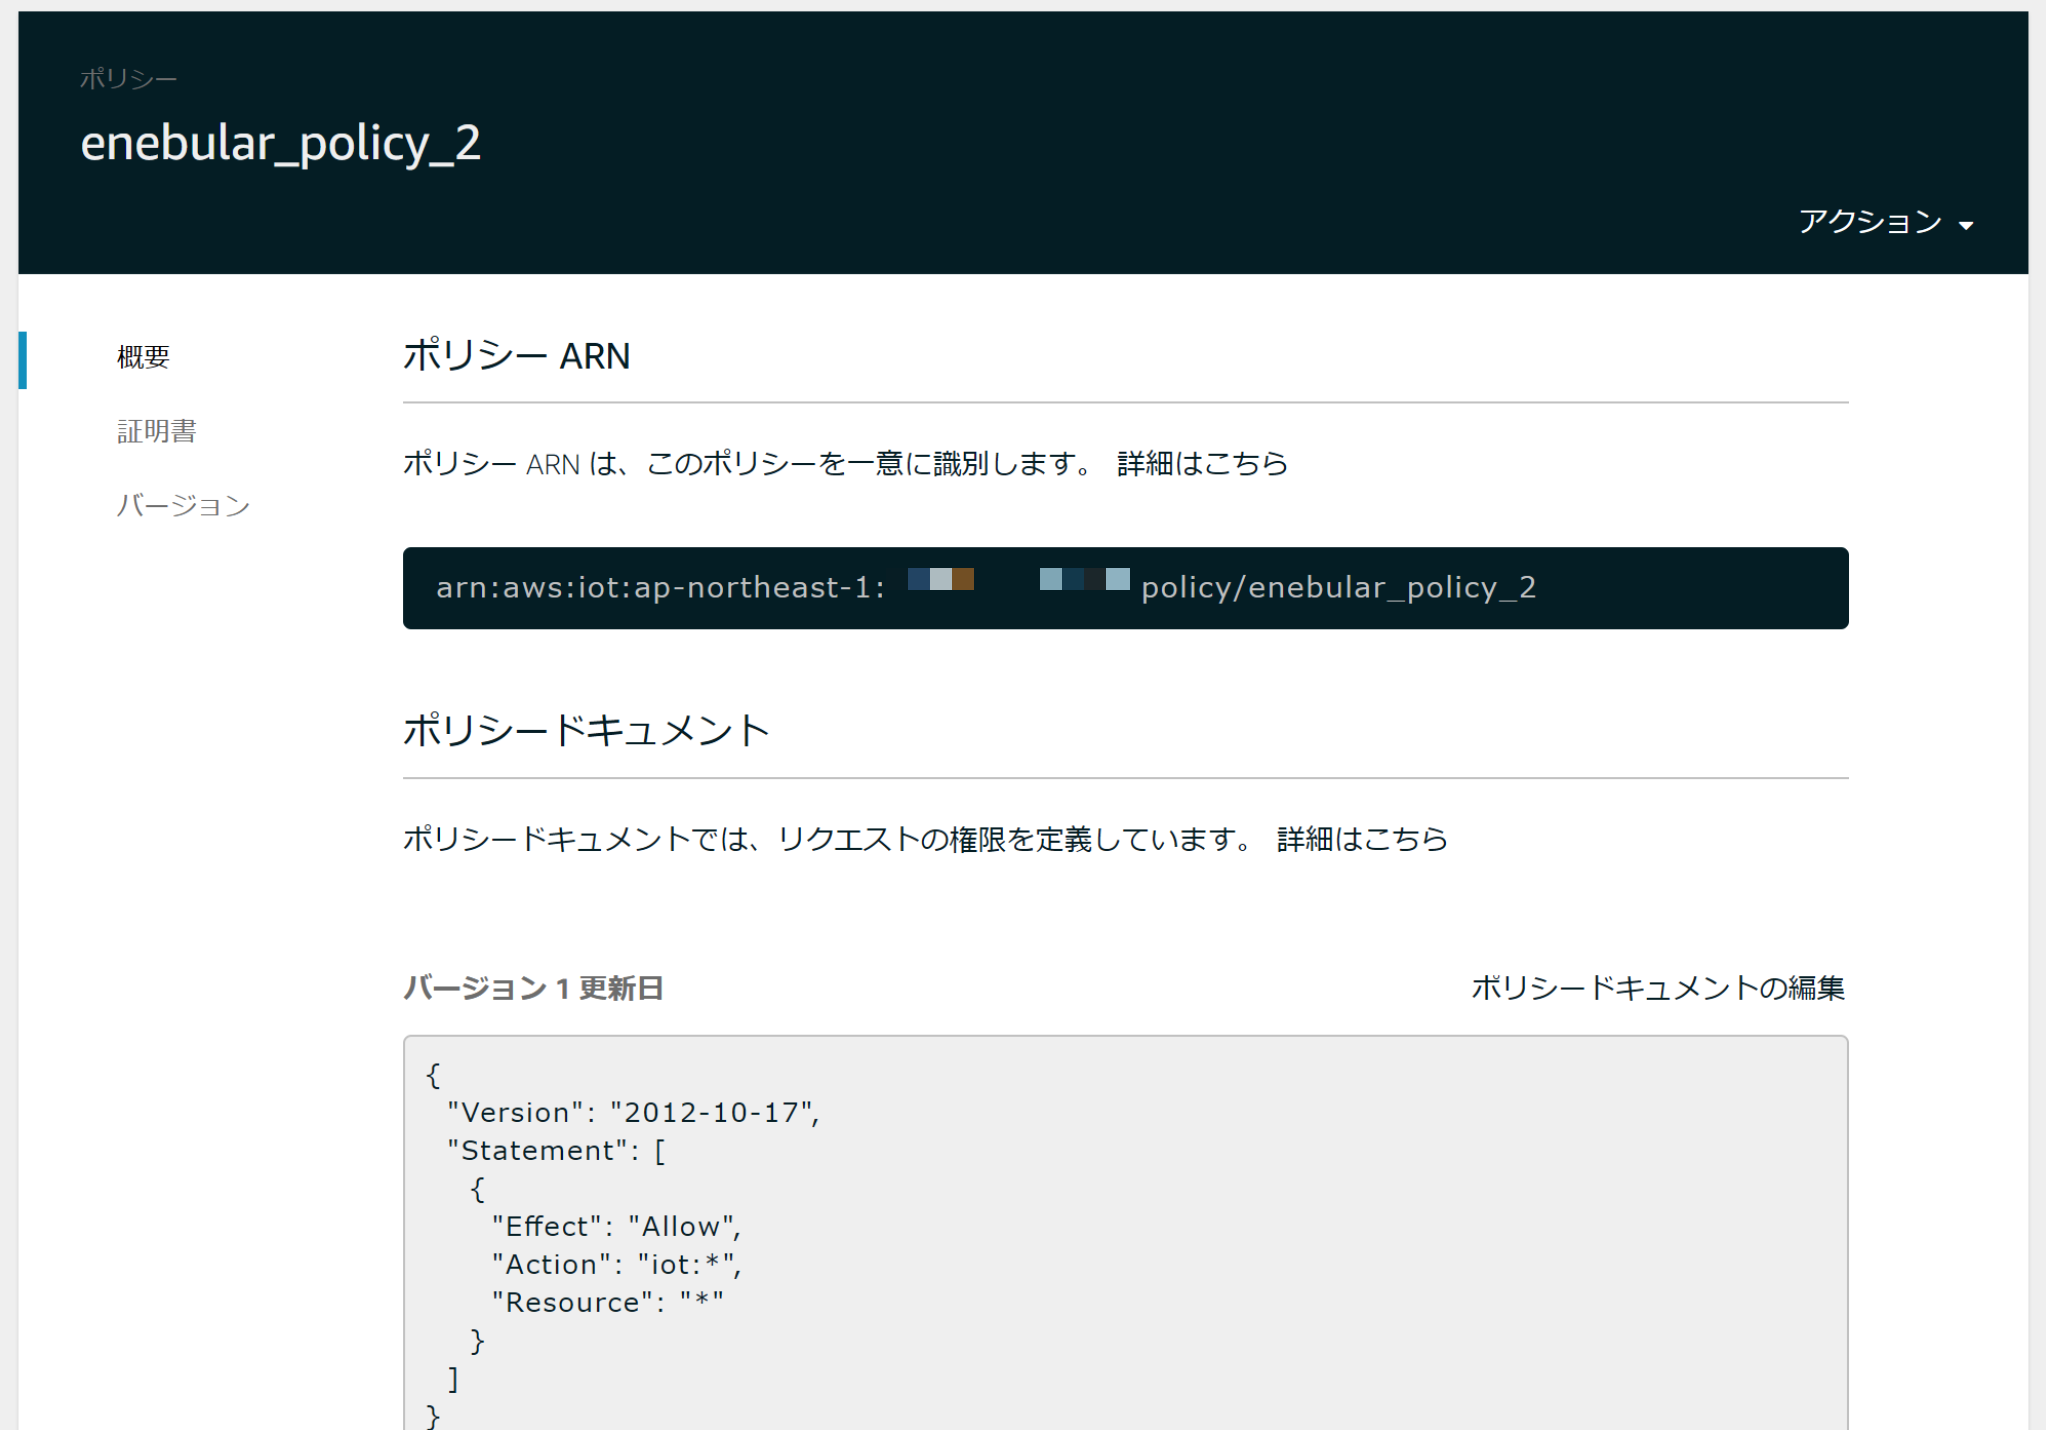 ポリシー
enebular_policy_2
アクション
概要
証明書
バージョン
ポリシー ARN
ポリシー ARN は、このポリシーを一意に識別します。 詳細はこちら
arn:aws:iot:ap-northeast-1: policy/enebular_policy_2
ポリシードキュメント
ポリシードキュメントでは、リクエストの権限を定義しています。 詳細はこちら
バージョン 1 更新日 ポリシードキュメントの編集
{
"Version": "2012-10-17",
"Statement": [
{
"Effect": "Allow",
"Action": "iot:*",
"Resource": "*"
}
]
}